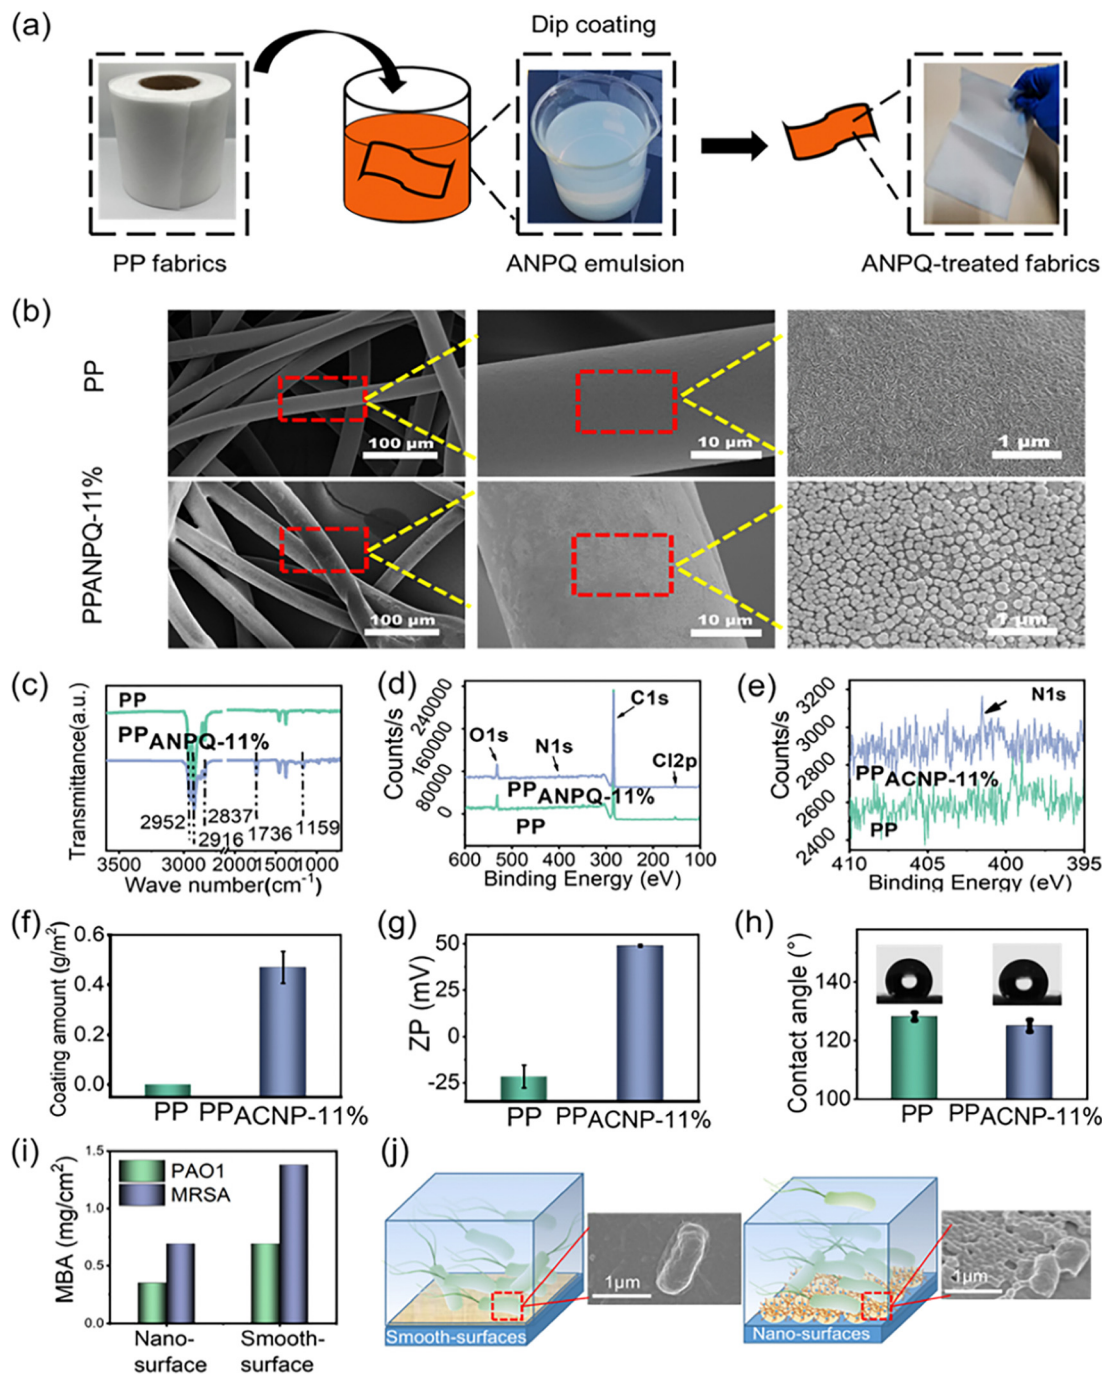 (a)
Dip coating
PP fabrics
ANPQ emulsion
ANPQ-treated fabrics
(b)
PP
100 μm
10 μm
1 μm
PPANPQ-11%
100 μm
10 μm
1 μm
(c)
Transmittance(a.u.)
PP
PPANPQ-11%
2952
2916
2837
1736
1159
3500 3000 2000 1500 1000
Wave number(cm-1)
(d)
Counts/s
240000
160000
80000
0
O1s
N1s
C1s
Cl2p
PPANPQ-11%
PP
600 500 400 300 200 100
Binding Energy (eV)
(e)
Counts/s
3200
3000
2800
2600
2400
N1s
PPACNP-11%
PP
410 405 400 395
Binding Energy (eV)
(f)
Coating amount (g/m2)
0.6
0.4
0.2
0.0
PP PPACNP-11%
(g)
ZP (mV)
50
25
0
-25
PP PPACNP-11%
(h)
Contact angle (°)
140
120
100
PP PPACNP-11%
(i)
MBA (mg/cm2)
1.5
1.0
0.5
0.0
PAO1
MRSA
Nano-
surface
Smooth-
surface
(j)
Smooth-surfaces
1μm
Nano-surfaces
1μm